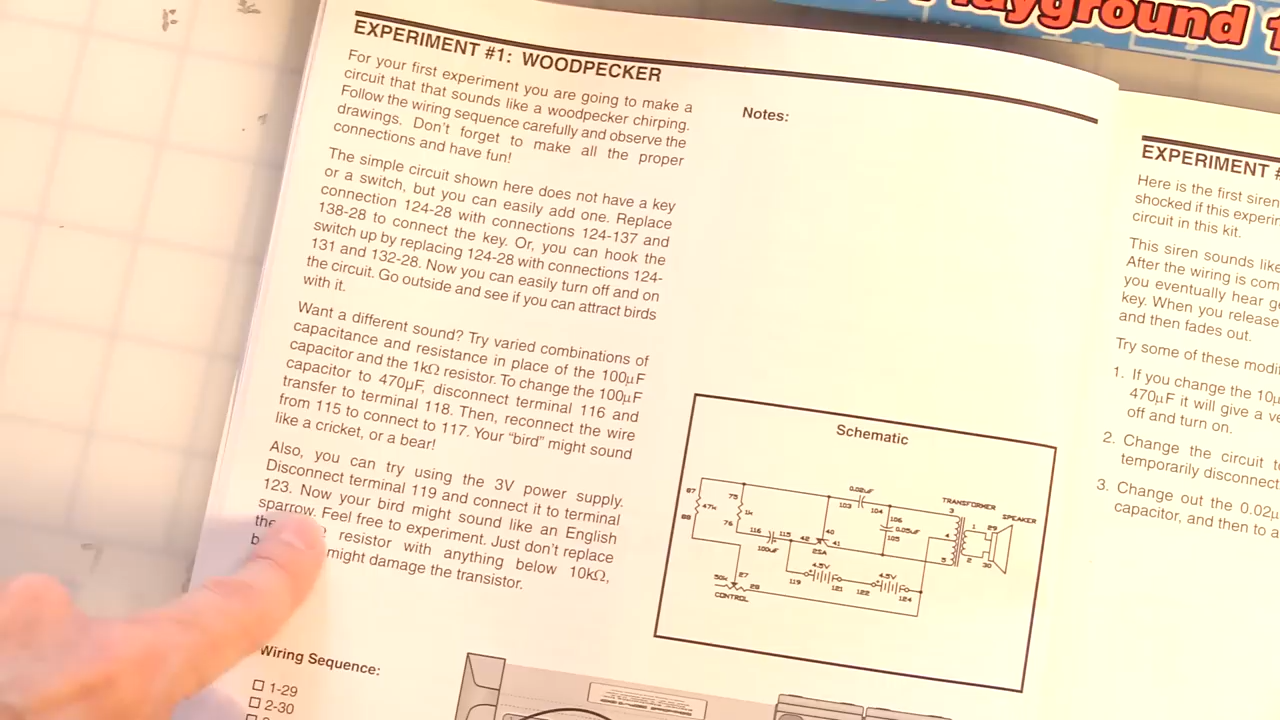 Playground
EXPERIMENT #1: WOODPECKER
For your first experiment you are going to make a
circuit that that sounds like a woodpecker chirping.
Follow the wiring sequence carefully and observe the
drawings. Don't forget to make all the proper
connections and have fun!
The simple circuit shown here does not have a key
or a switch, but you can easily add one. Replace
connection 124-28 with connections 124-137 and
138-28 to connect the key. Or, you can hook the
switch up by replacing 124-28 with connections 124-
131 and 132-28. Now you can easily turn off and on
the circuit. Go outside and see if you can attract birds
with it.
Want a different sound? Try varied combinations of
capacitance and resistance in place of the 100µF
capacitor and the 1kΩ resistor. To change the 100µF
capacitor to 470µF, disconnect terminal 116 and
transfer to terminal 118. Then, reconnect the wire
from 115 to connect to 117. Your "bird" might sound
like a cricket, or a bear!
Also, you can try using the 3V power supply.
Disconnect terminal 119 and connect it to terminal
123. Now your bird might sound like an English
sparrow. Feel free to experiment. Just don't replace
the resistor with anything below 10kΩ,
might damage the transistor.
Wiring Sequence:
1-29
2-30
Notes:
Schematic
87
47k
88
75
1k
76
116
115
100uF
0.02uF
103
104
106
0.05uF
105
40
42
41
2SA
TRANSFORMER
SPEAKER
3
4
5
1
2
29
30
4.5V
119
121
4.5V
122
124
50k
27
28
CONTROL
EXPERIMENT #
Here is the first siren
shocked if this experi
circuit in this kit.
This siren sounds like
After the wiring is com
you eventually hear
key. When you release
and then fades out.
Try some of these modi
1. If you change the 10µ
470µF it will give a
off and turn on.
2. Change the circuit
temporarily disconnect
3. Change out the 0.02µ
capacitor, and then to a